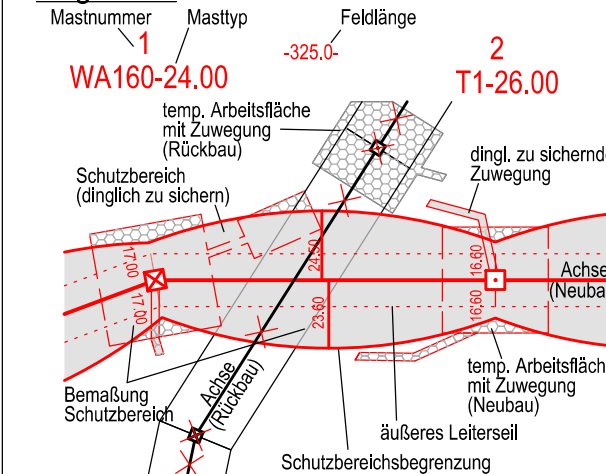 Mastnummer
Masttyp
Feldlänge
1
WA160-24.00
-325.0-
2
T1-26.00
temp. Arbeitsfläche
mit Zuwegung
(Rückbau)
Schutzbereich
(dinglich zu sichern)
dingl. zu sichernde
Zuwegung
17.00
17.00
24.50
23.60
16.60
16.60
Achse
(Neubau
Achse
(Rückbau)
Bemaßung
Schutzbereich
temp. Arbeitsfläch
mit Zuwegung
(Neubau)
äußeres Leiterseil
Schutzbereichsbegrenzung